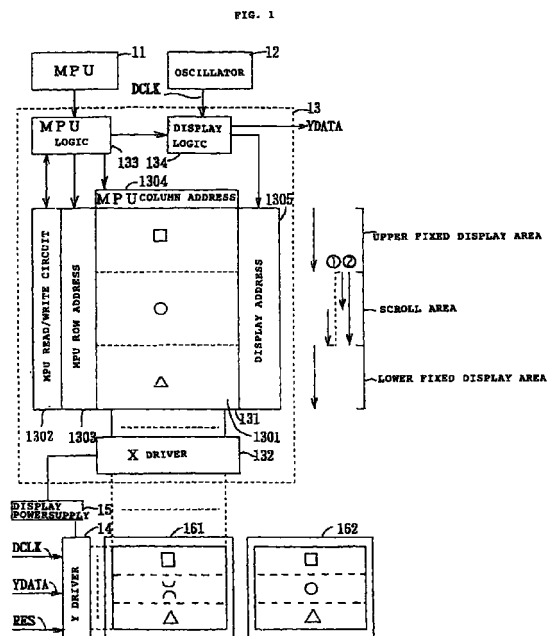 FIG. 1
11
12
MPU
OSCILLATOR
DCLK
13
MPU
LOGIC
DISPLAY
LOGIC
YDATA
133
134
1304
MPU COLUMN ADDRESS
1305
MPU READ/WRITE CIRCUIT
MPU ROW ADDRESS
DISPLAY ADDRESS
UPPER FIXED DISPLAY AREA
① ②
SCROLL AREA
LOWER FIXED DISPLAY AREA
131
1302
1303
1301
X DRIVER
132
DISPLAY
POWERSUPPLY
15
14
161
162
DCLK
YDATA
RES
Y DRIVER